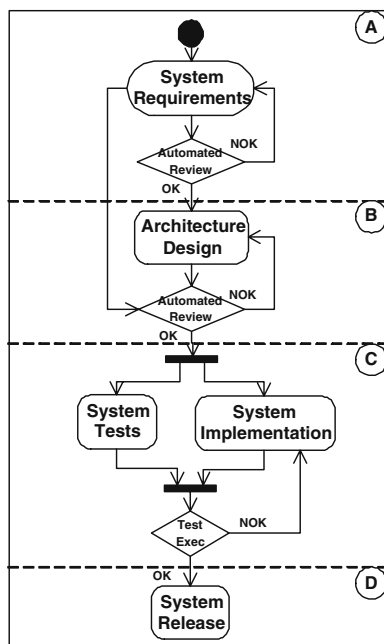 A
System
Requirements
NOK
Automated
Review
OK
B
Architecture
Design
Automated
Review
NOK
OK
C
System
Tests
System
Implementation
Test
Exec
NOK
OK
D
System
Release